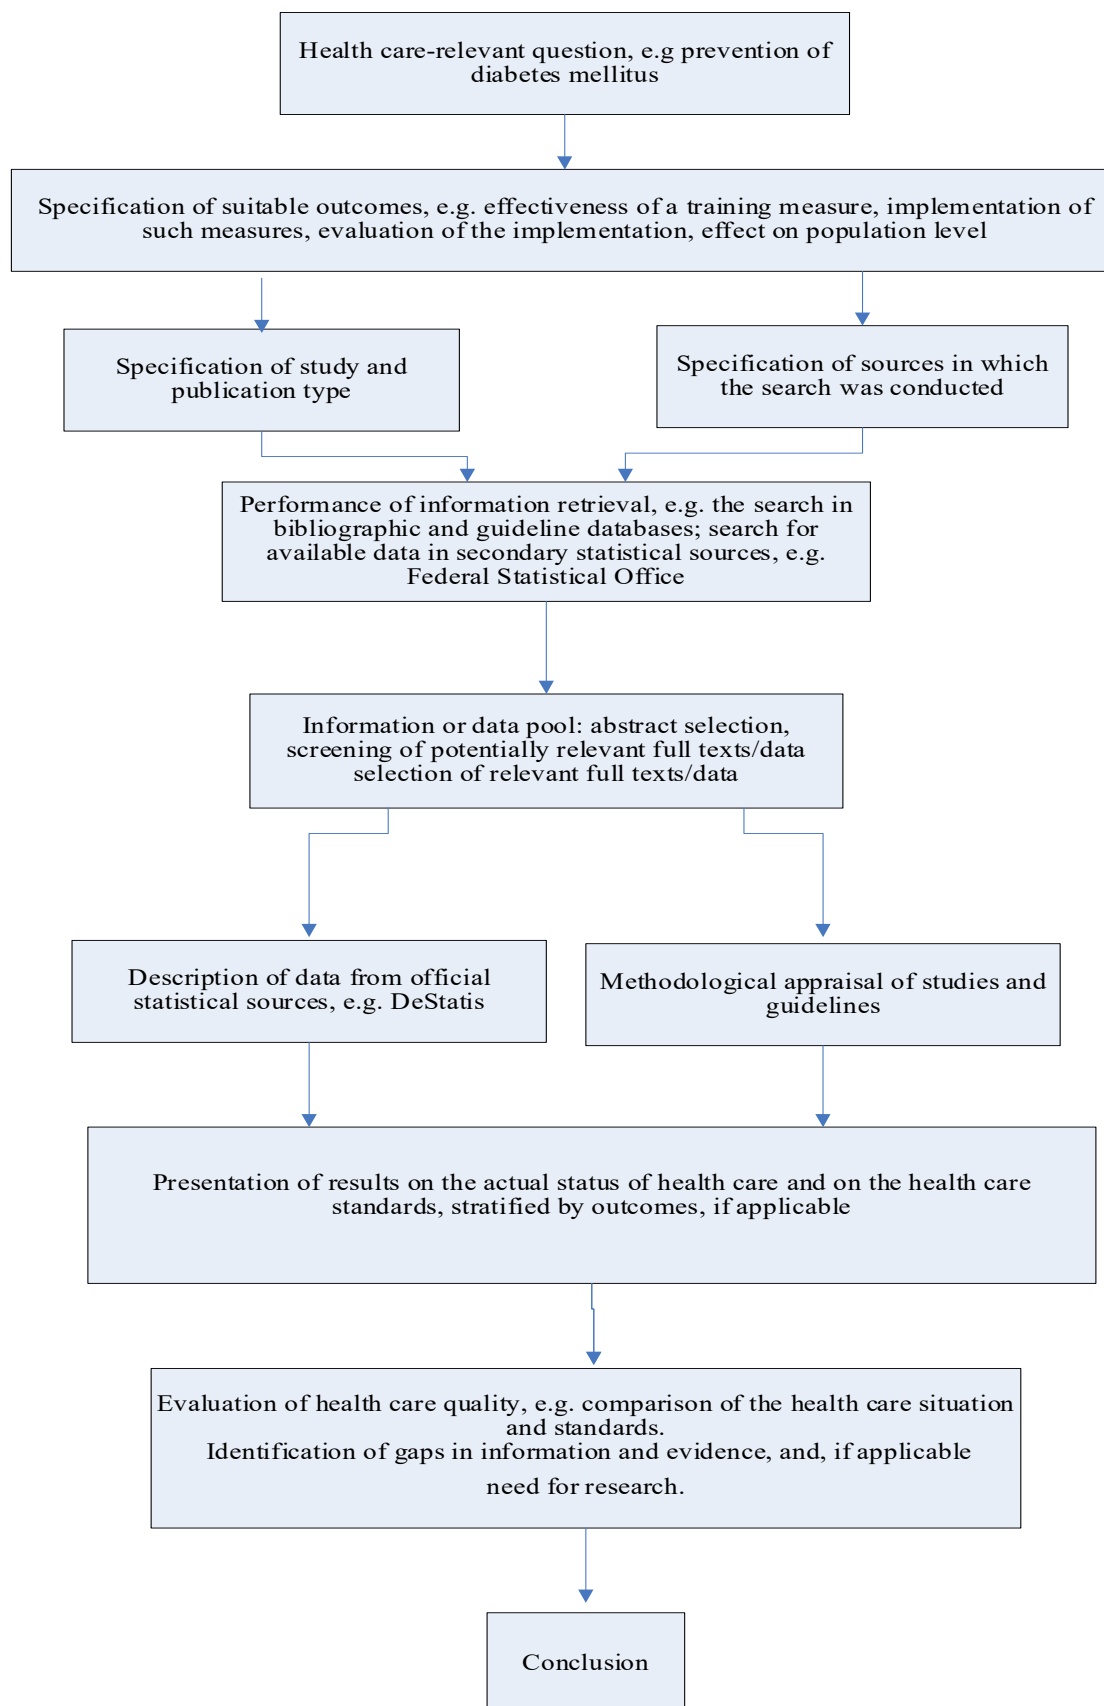 Health care-relevant question, e.g prevention of
diabetes mellitus
Specification of suitable outcomes, e.g. effectiveness of a training measure, implementation of
such measures, evaluation of the implementation, effect on population level
Specification of study and
publication type
Specification of sources in which
the search was conducted
Performance of information retrieval, e.g. the search in
bibliographic and guideline databases; search for
available data in secondary statistical sources, e.g.
Federal Statistical Office
Information or data pool: abstract selection,
screening of potentially relevant full texts/data
selection of relevant full texts/data
Description of data from official
statistical sources, e.g. DeStatis
Methodological appraisal of studies and
guidelines
Presentation of results on the actual status of health care and on the health care
standards, stratified by outcomes, if applicable
Evaluation of health care quality, e.g. comparison of the health care situation
and standards.
Identification of gaps in information and evidence, and, if applicable
need for research.
Conclusion